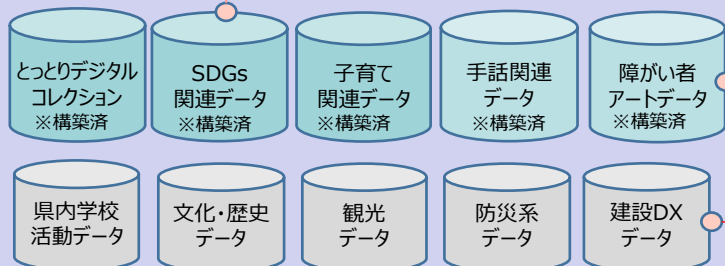 とっとりデジタル
コレクション
※構築済
SDGs
関連データ
※構築済
子育て
関連データ
※構築済
手話関連
データ
※構築済
障がい者
アートデータ
※構築済
県内学校
活動データ
文化・歴史
データ
観光
データ
防災系
データ
建設DX
データ